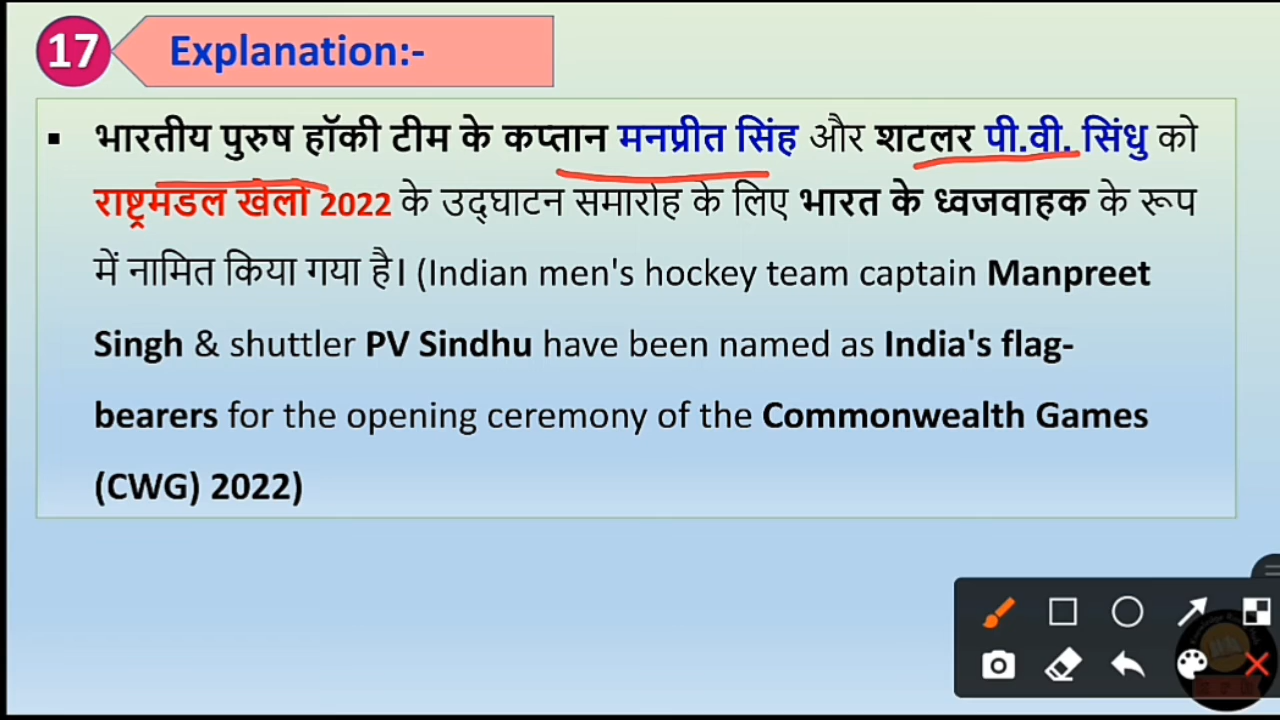 17 Explanation:-
▪ भारतीय पुरुष हॉकी टीम के कप्तान मनप्रीत सिंह और शटलर पी.वी. सिंधु को
राष्ट्रमंडल खेलों 2022 के उद्घाटन समारोह के लिए भारत के ध्वजवाहक के रूप
में नामित किया गया है। (Indian men's hockey team captain Manpreet
Singh & shuttler PV Sindhu have been named as India's flag-
bearers for the opening ceremony of the Commonwealth Games
(CWG) 2022)